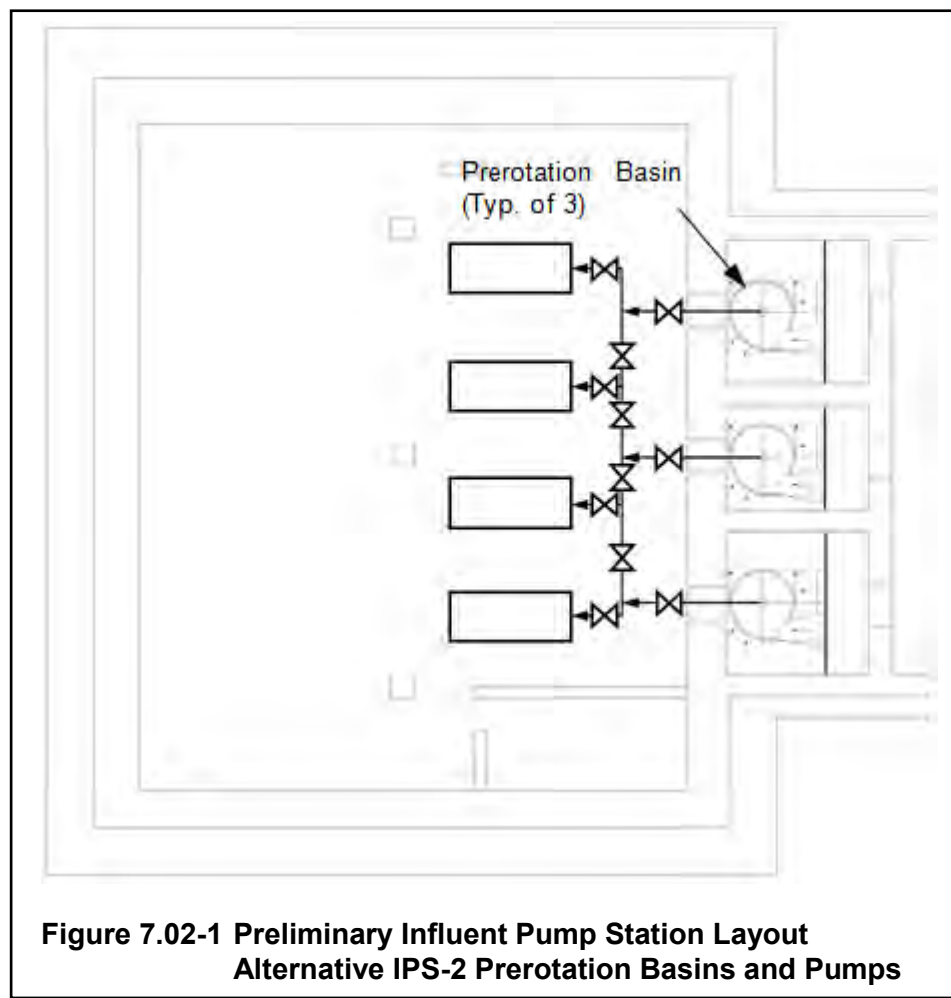 Prerotation Basin
(Typ. of 3)
Figure 7.02-1 Preliminary Influent Pump Station Layout
Alternative IPS-2 Prerotation Basins and Pumps